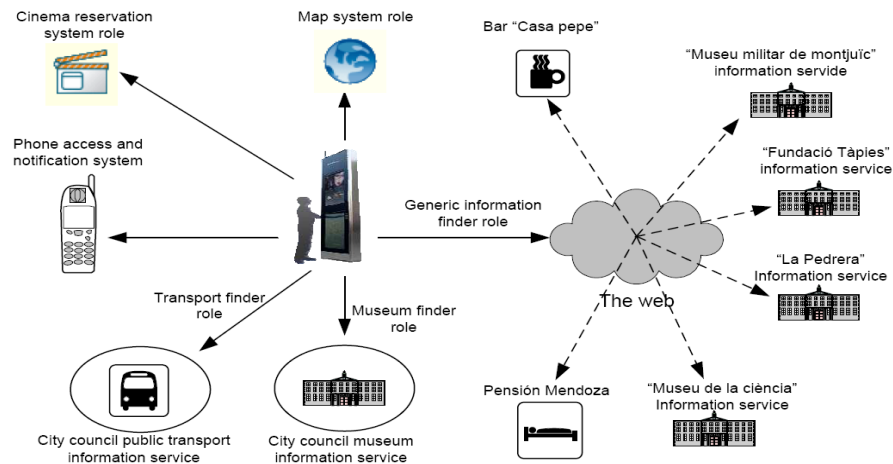 Cinema reservation
system role
Map system role
Bar “Casa pepe”
“Museu militar de montjuïc”
information servide
Phone access and
notification system
“Fundació Tàpies”
information service
Generic information
finder role
“La Pedrera”
Information service
Transport finder
role
Museum finder
role
The web
Pensión Mendoza
“Museu de la ciència”
Information service
City council public transport
information service
City council museum
information service